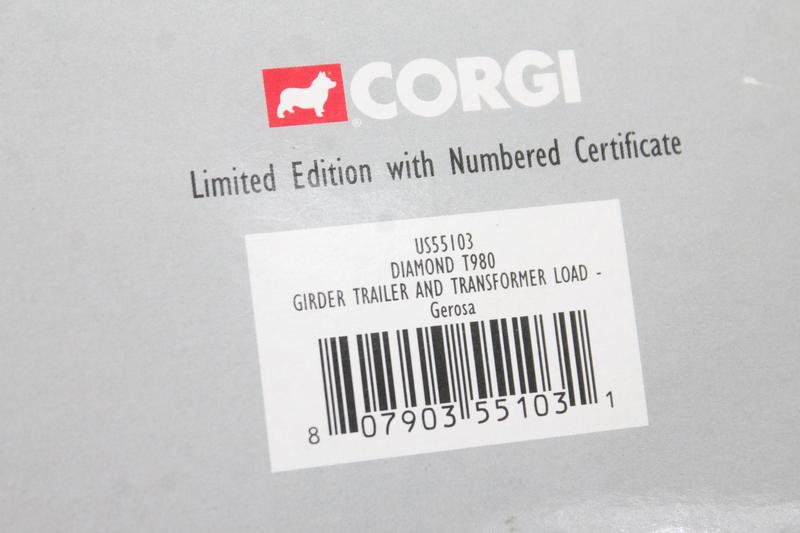 CORGI
®
Limited Edition with Numbered Certificate
US55103
DIAMOND T980
GIRDER TRAILER AND TRANSFORMER LOAD -
Gerosa
8 07903 55103 1